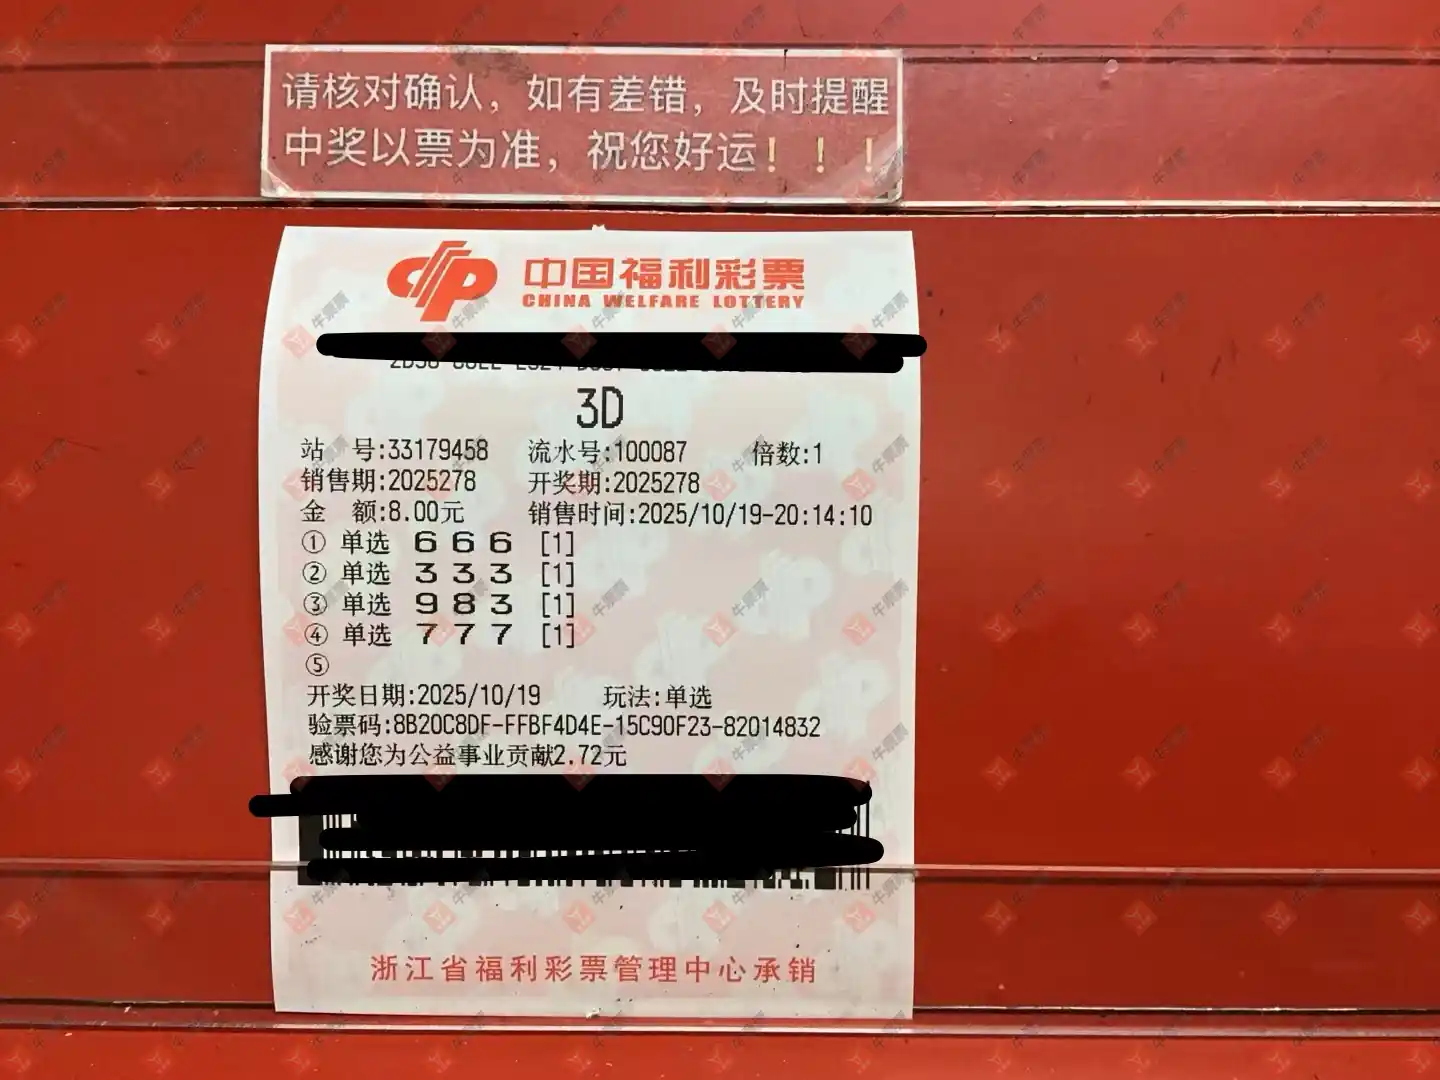 请核对确认，如有差错，及时提醒
中奖以票为准，祝您好运！！！
中国福利彩票
CHINA WELFARE LOTTERY
3D
站 号:33179458 流水号:100087 倍数:1
销售期:2025278 开奖期:2025278
金 额:8.00元 销售时间:2025/10/19-20:14:10
① 单选 6 6 6 [1]
② 单选 3 3 3 [1]
③ 单选 9 8 3 [1]
④ 单选 7 7 7 [1]
⑤
开奖日期:2025/10/19 玩法:单选
验票码:8B20C8DF-FFBF4D4E-15C90F23-82014832
感谢您为公益事业贡献2.72元
浙江省福利彩票管理中心承销
牛票票